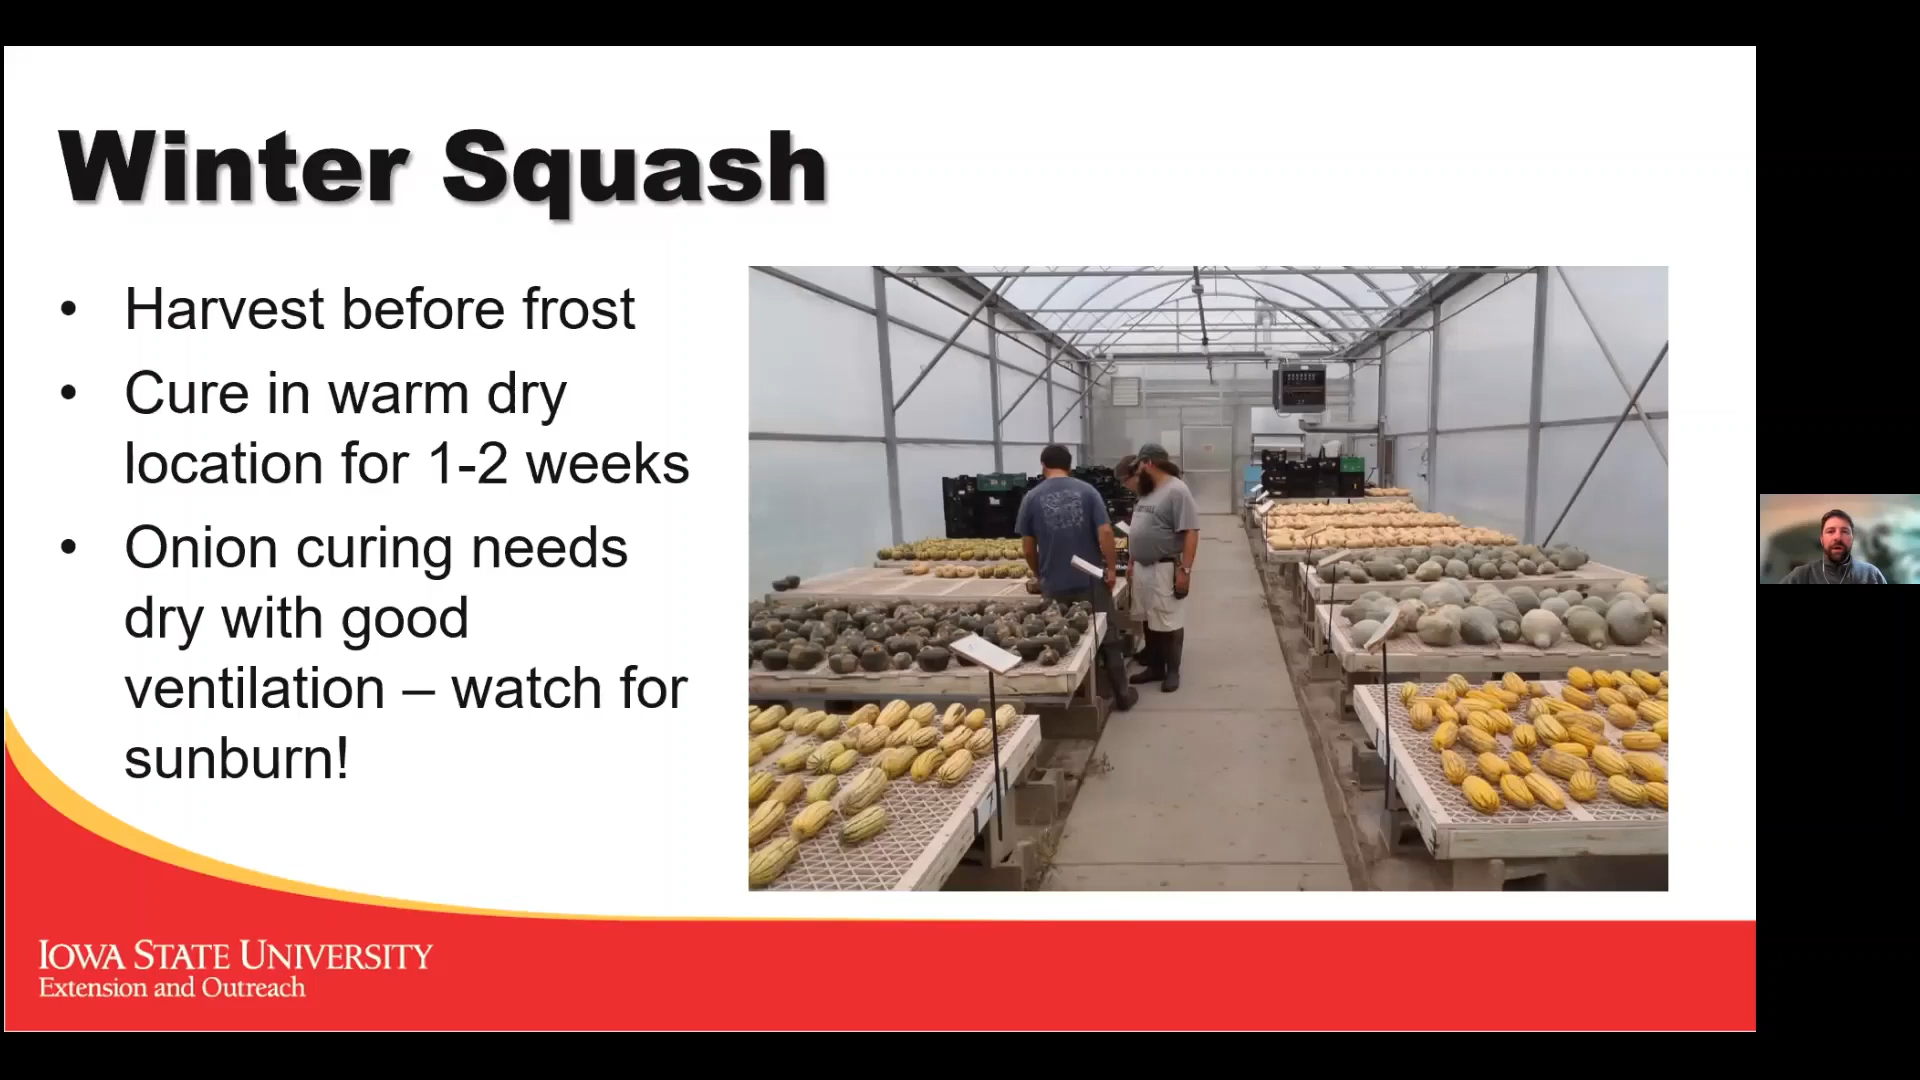 Winter Squash
• Harvest before frost
• Cure in warm dry
location for 1-2 weeks
• Onion curing needs
dry with good
ventilation – watch for
sunburn!
IOWA STATE UNIVERSITY
Extension and Outreach